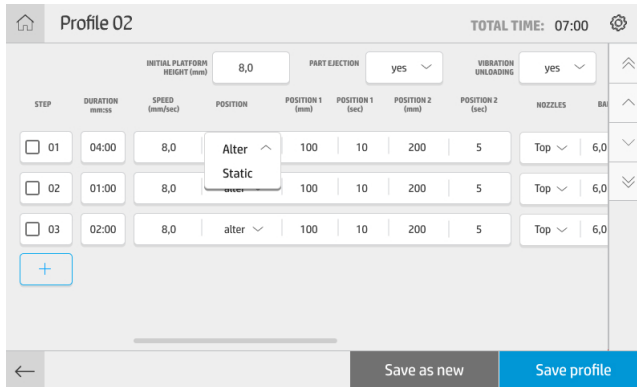 Profile 02
TOTAL TIME: 07:00
INITIAL PLATFORM
HEIGHT (mm)
8,0
PART EJECTION
yes
VIBRATION
UNLOADING
yes
STEP
DURATION
mm:ss
SPEED
(mm/sec)
POSITION
POSITION 1
(mm)
POSITION 1
(sec)
POSITION 2
(mm)
POSITION 2
(sec)
NOZZLES
BA
01 04:00 8,0 Alter 100 10 200 5 Top 6,0
Static
02 01:00 8,0 alter 100 10 200 5 Top 6,0
03 02:00 8,0 alter 100 10 200 5 Top 6,0
Save as new
Save profile